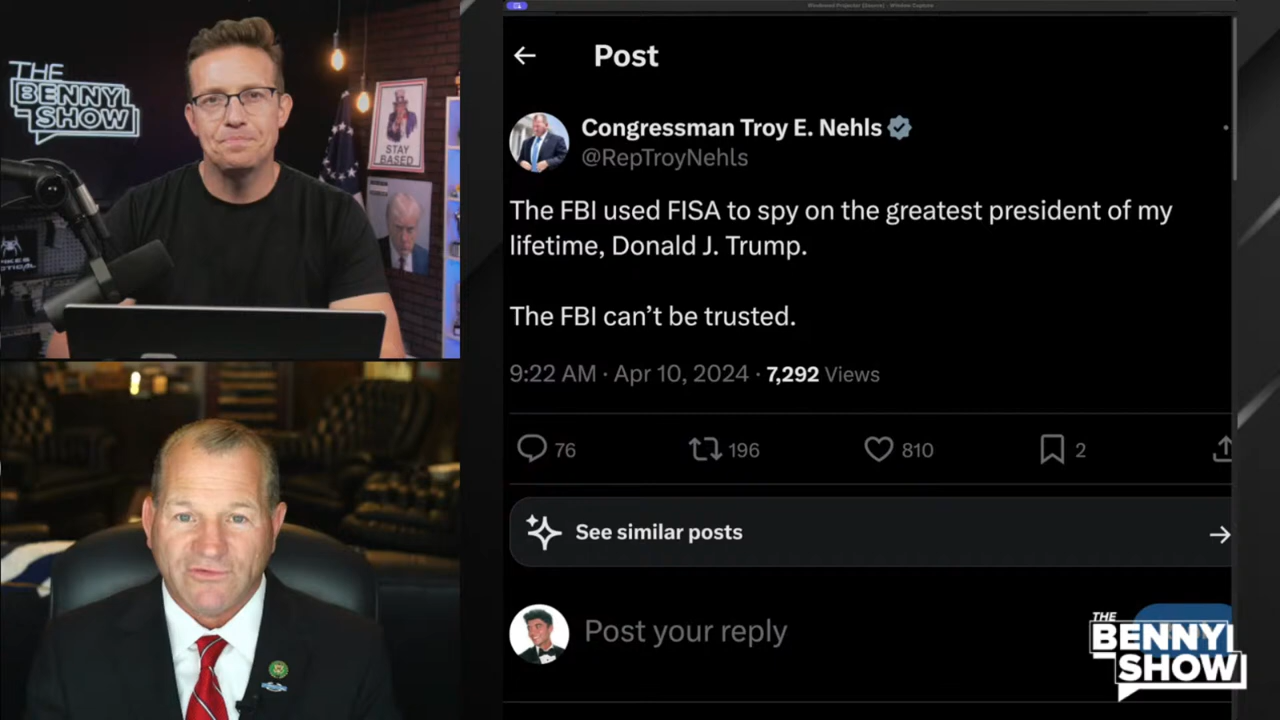 THE
BENNY
SHOW
STAY
BASED
Post
Congressman Troy E. Nehls
@RepTroyNehls
The FBI used FISA to spy on the greatest president of my
lifetime, Donald J. Trump.
The FBI can’t be trusted.
9:22 AM · Apr 10, 2024 · 7,292 Views
76 196 810 2
See similar posts
Post your reply
THE
BENNY
SHOW